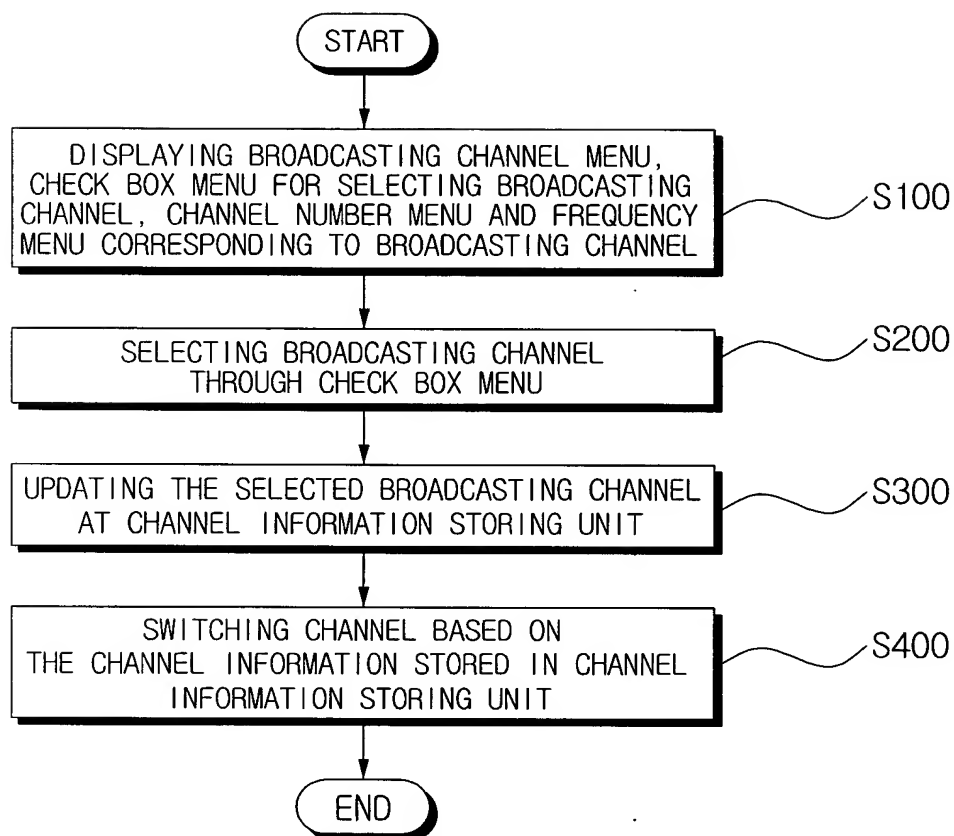 START
DISPLAYING BROADCASTING CHANNEL MENU,
CHECK BOX MENU FOR SELECTING BROADCASTING
CHANNEL, CHANNEL NUMBER MENU AND FREQUENCY
MENU CORRESPONDING TO BROADCASTING CHANNEL
S100
SELECTING BROADCASTING CHANNEL
THROUGH CHECK BOX MENU
S200
UPDATING THE SELECTED BROADCASTING CHANNEL
AT CHANNEL INFORMATION STORING UNIT
S300
SWITCHING CHANNEL BASED ON
THE CHANNEL INFORMATION STORED IN CHANNEL
INFORMATION STORING UNIT
S400
END